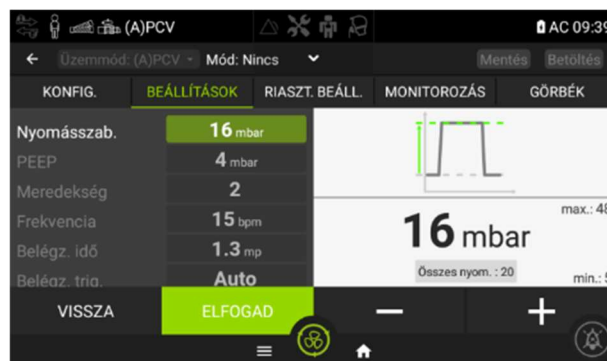 (A)PCV
AC 09:39
Üzemmód: (A)PCV Mód: Nincs Mentés Betöltés
KONFIG. BEÁLLÍTÁSOK RIASZT. BEÁLL. MONITOROZÁS GÖRBÉK
Nyomásszab. 16 mbar
PEEP 4 mbar
Meredekség 2
Frekvencia 15 bpm
Belégz. idő 1.3 mp
Belégz. trig. Auto
max.: 48
16 mbar
Összes nyom. : 20
min.: 5
VISSZA ELFOGAD − +